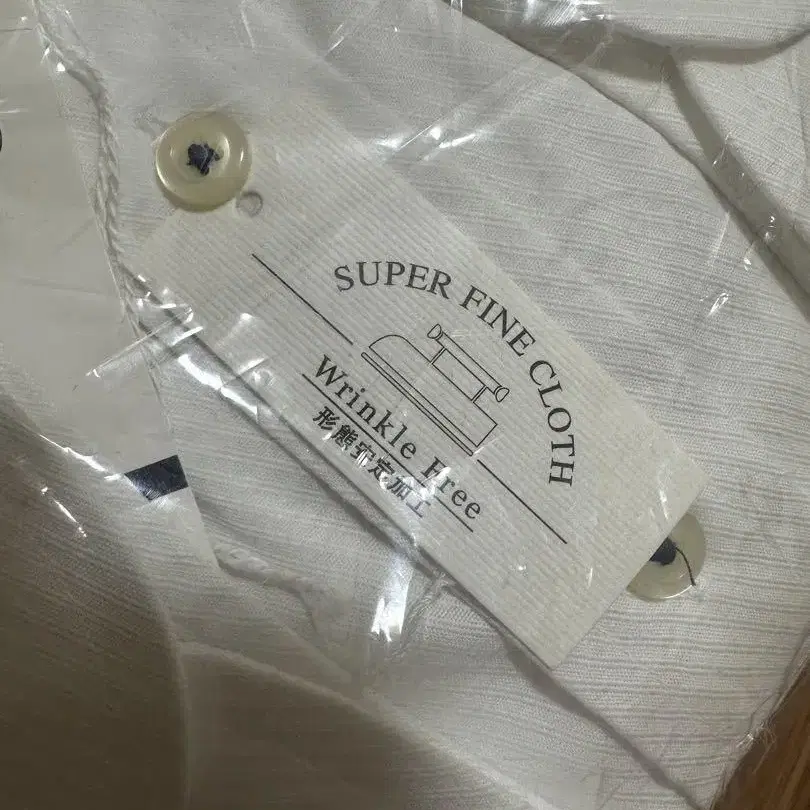 SUPER FINE CLOTH
Wrinkle Free
形態安定加工